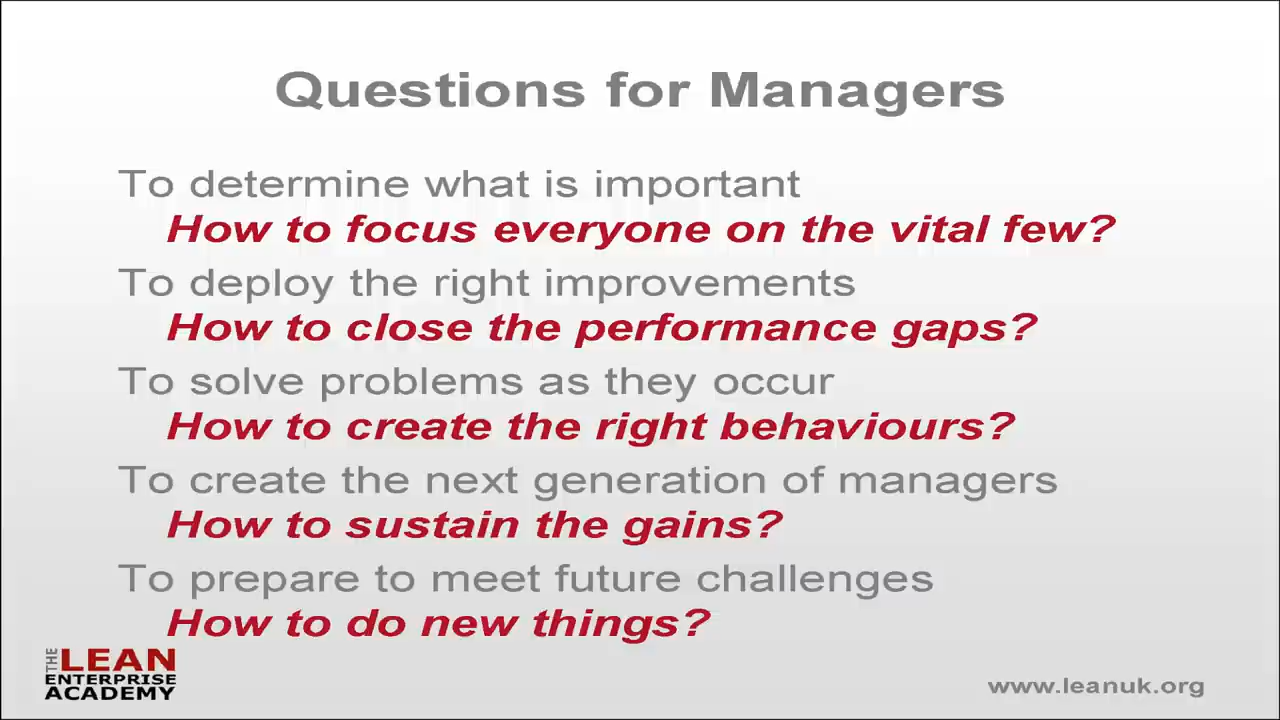 Questions for Managers
To determine what is important
How to focus everyone on the vital few?
To deploy the right improvements
How to close the performance gaps?
To solve problems as they occur
How to create the right behaviours?
To create the next generation of managers
How to sustain the gains?
To prepare to meet future challenges
How to do new things?
THE LEAN
ENTERPRISE
ACADEMY
www.leanuk.org